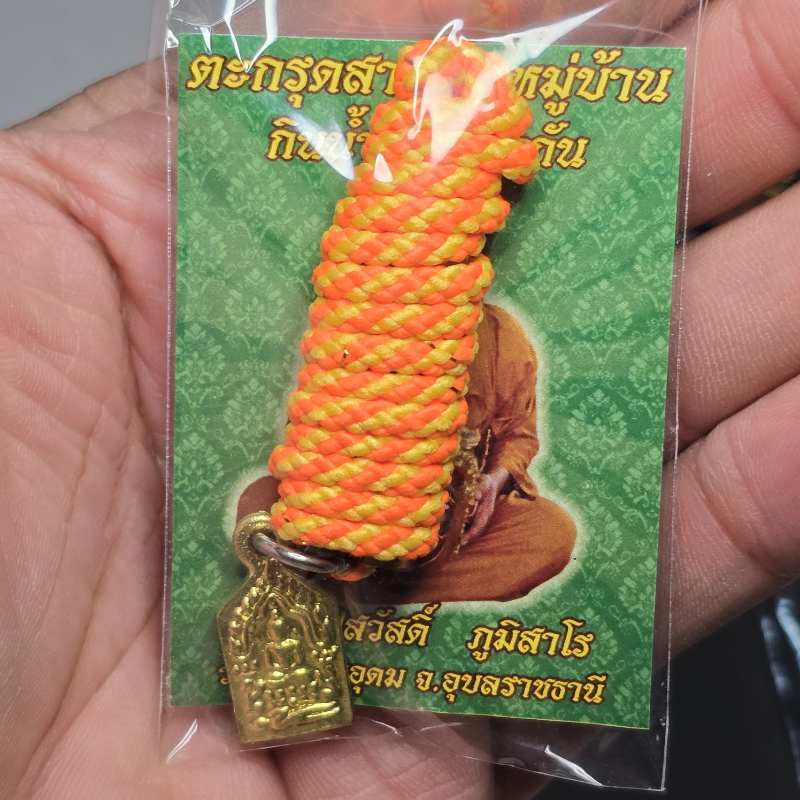 ตะกรุดสา หมู่บ้าน
กินน้ำ
สวัสดิ์ ภูมิสาโร
อุดม จ.อุบลราชธานี